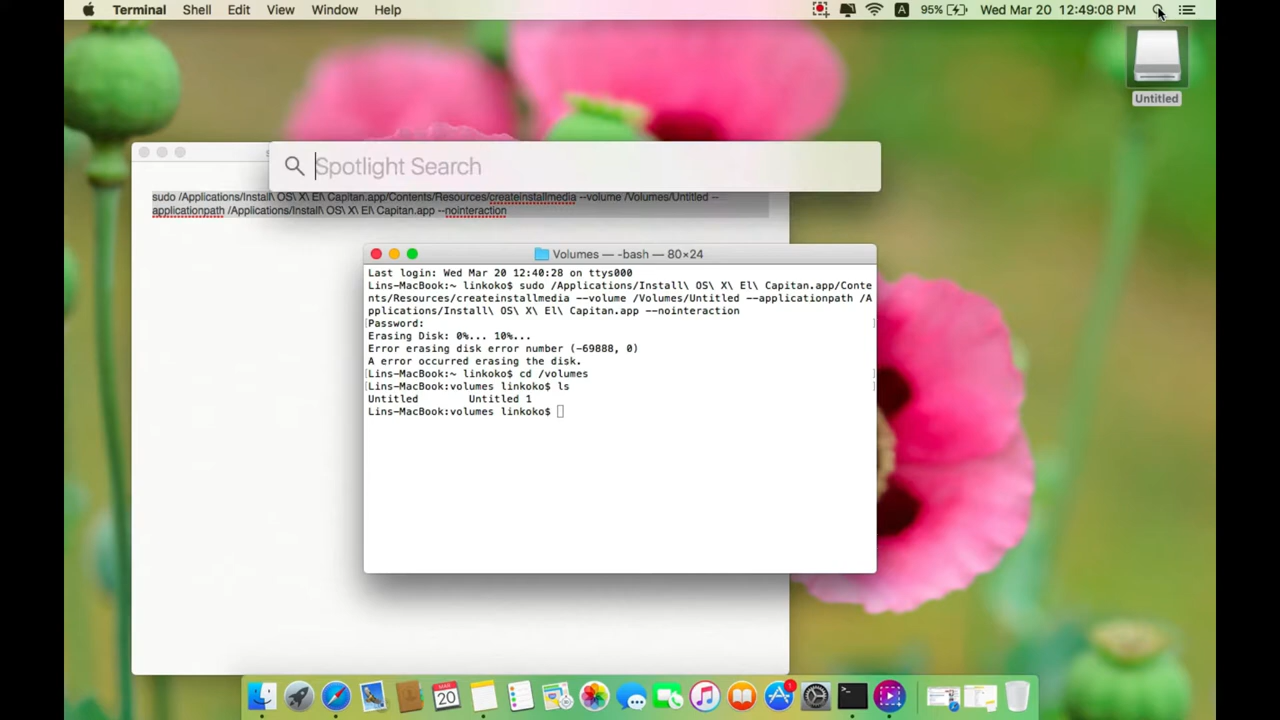 Terminal Shell Edit View Window Help A 95% Wed Mar 20 12:49:08 PM
Untitled
Spotlight Search
sudo /Applications/Install\ OS\ X\ El\ Capitan.app/Contents/Resources/createinstallmedia --volume /Volumes/Untitled --
applicationpath /Applications/Install\ OS\ X\ El\ Capitan.app --nointeraction
Volumes — -bash — 80×24
Last login: Wed Mar 20 12:40:28 on ttys000
Lins-MacBook:~ linkoko$ sudo /Applications/Install\ OS\ X\ El\ Capitan.app/Conte
nts/Resources/createinstallmedia --volume /Volumes/Untitled --applicationpath /A
pplications/Install\ OS\ X\ El\ Capitan.app --nointeraction
[Password: ]
Erasing Disk: 0%... 10%...
Error erasing disk error number (-69888, 0)
A error occurred erasing the disk.
[Lins-MacBook:~ linkoko$ cd /volumes ]
[Lins-MacBook:volumes linkoko$ ls ]
Untitled Untitled 1
Lins-MacBook:volumes linkoko$
MAR
20
1
>_